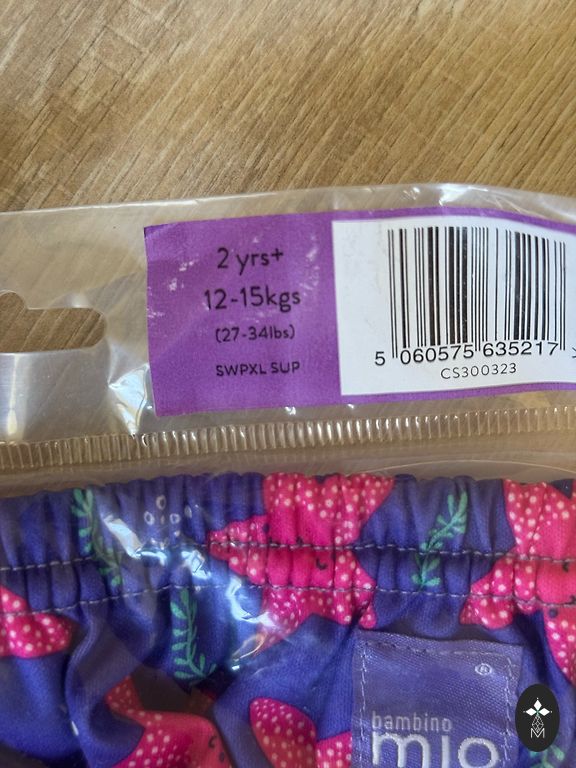 2 yrs+
12-15kgs
(27-34lbs)
SWPXL SUP
5 060575 635217 >
CS300323
bambino
mio
®
M